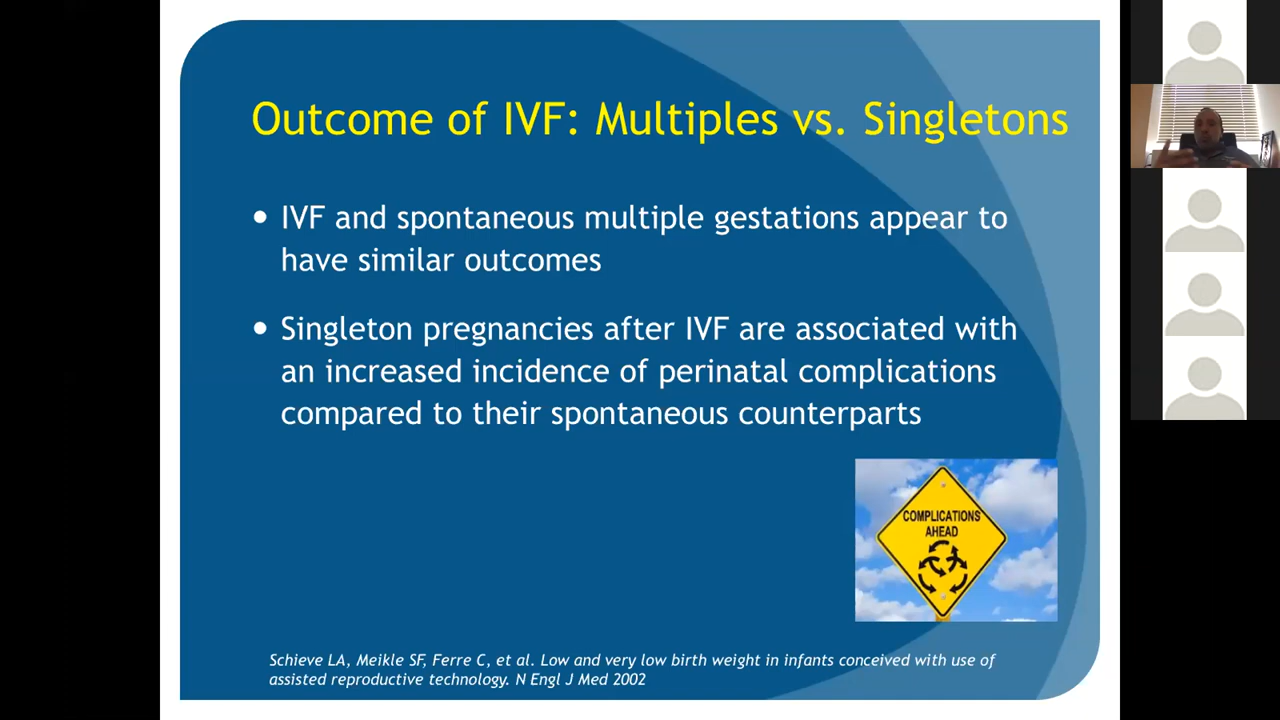 Outcome of IVF: Multiples vs. Singletons
• IVF and spontaneous multiple gestations appear to
have similar outcomes
• Singleton pregnancies after IVF are associated with
an increased incidence of perinatal complications
compared to their spontaneous counterparts
COMPLICATIONS
AHEAD
Schieve LA, Meikle SF, Ferre C, et al. Low and very low birth weight in infants conceived with use of
assisted reproductive technology. N Engl J Med 2002